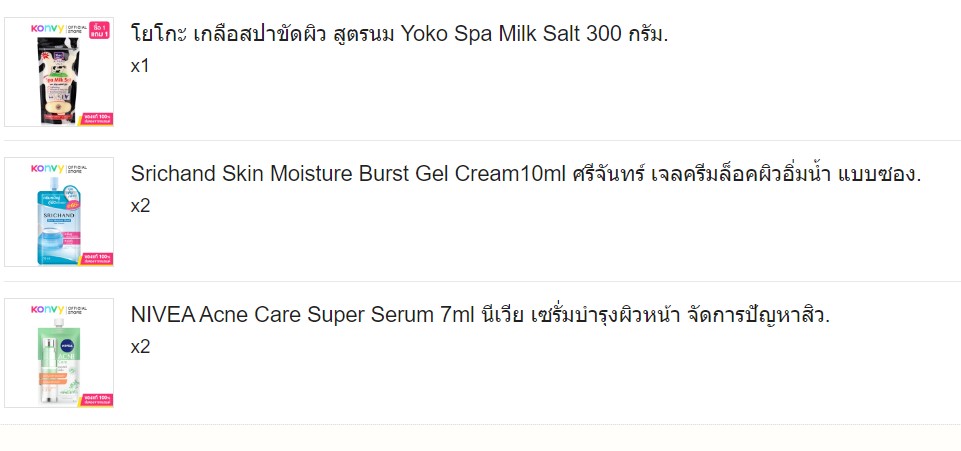 KONVY OFFICIAL STORE
ซื้อ 1 แถม 1
Spa Milk Salt
ของแท้ 100%
โยโกะ เกลือสปาขัดผิว สูตรนม Yoko Spa Milk Salt 300 กรัม.
x1
KONVY OFFICIAL STORE
SRICHAND
ของแท้ 100%
Srichand Skin Moisture Burst Gel Cream10ml ศรีจันทร์ เจลครีมล็อคผิวอิ่มน้ำ แบบซอง.
x2
KONVY OFFICIAL STORE
NIVEA
ของแท้ 100%
NIVEA Acne Care Super Serum 7ml นีเวีย เซรั่มบำรุงผิวหน้า จัดการปัญหาสิว.
x2